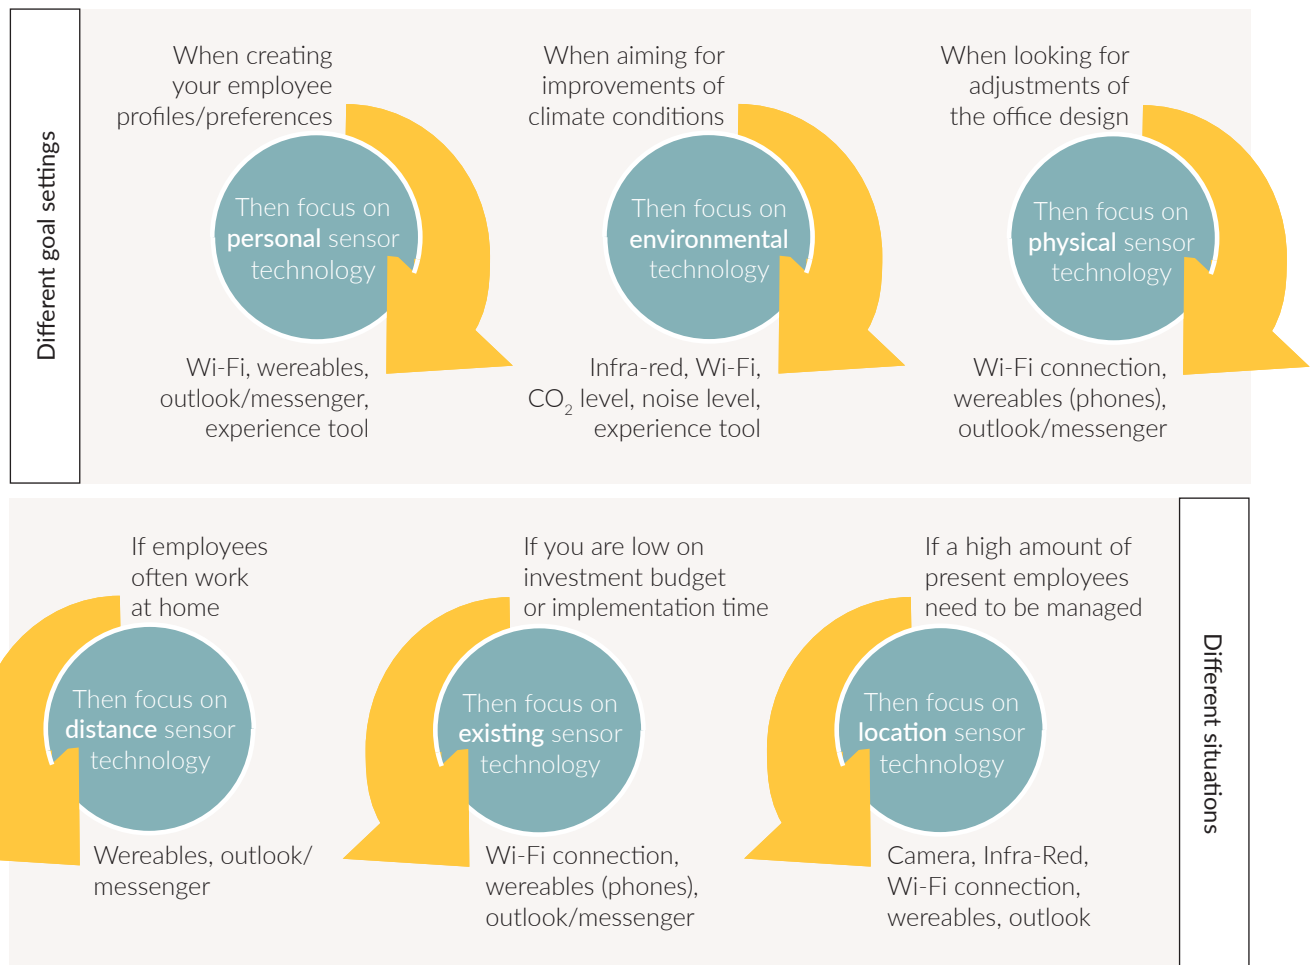 Different goal settings
When creating
your employee
profiles/preferences
Then focus on
personal sensor
technology
Wi-Fi, wereables,
outlook/messenger,
experience tool
When aiming for
improvements of
climate conditions
Then focus on
environmental
technology
Infra-red, Wi-Fi,
CO₂ level, noise level,
experience tool
When looking for
adjustments of
the office design
Then focus on
physical sensor
technology
Wi-Fi connection,
wereables (phones),
outlook/messenger
If employees
often work
at home
Then focus on
distance sensor
technology
Wereables, outlook/
messenger
If you are low on
investment budget
or implementation time
Then focus on
existing sensor
technology
Wi-Fi connection,
wereables (phones),
outlook/messenger
If a high amount of
present employees
need to be managed
Then focus on
location sensor
technology
Camera, Infra-Red,
Wi-Fi connection,
wereables, outlook
Different situations